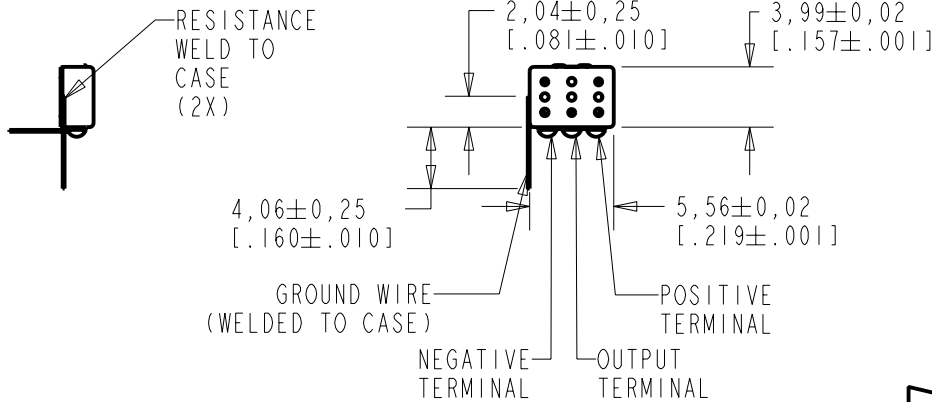 RESISTANCE
WELD TO
CASE
(2X)
2,04±0,25
[.081±.010]
3,99±0,02
[.157±.001]
4,06±0,25
[.160±.010]
5,56±0,02
[.219±.001]
GROUND WIRE
(WELDED TO CASE)
POSITIVE
TERMINAL
NEGATIVE
TERMINAL
OUTPUT
TERMINAL